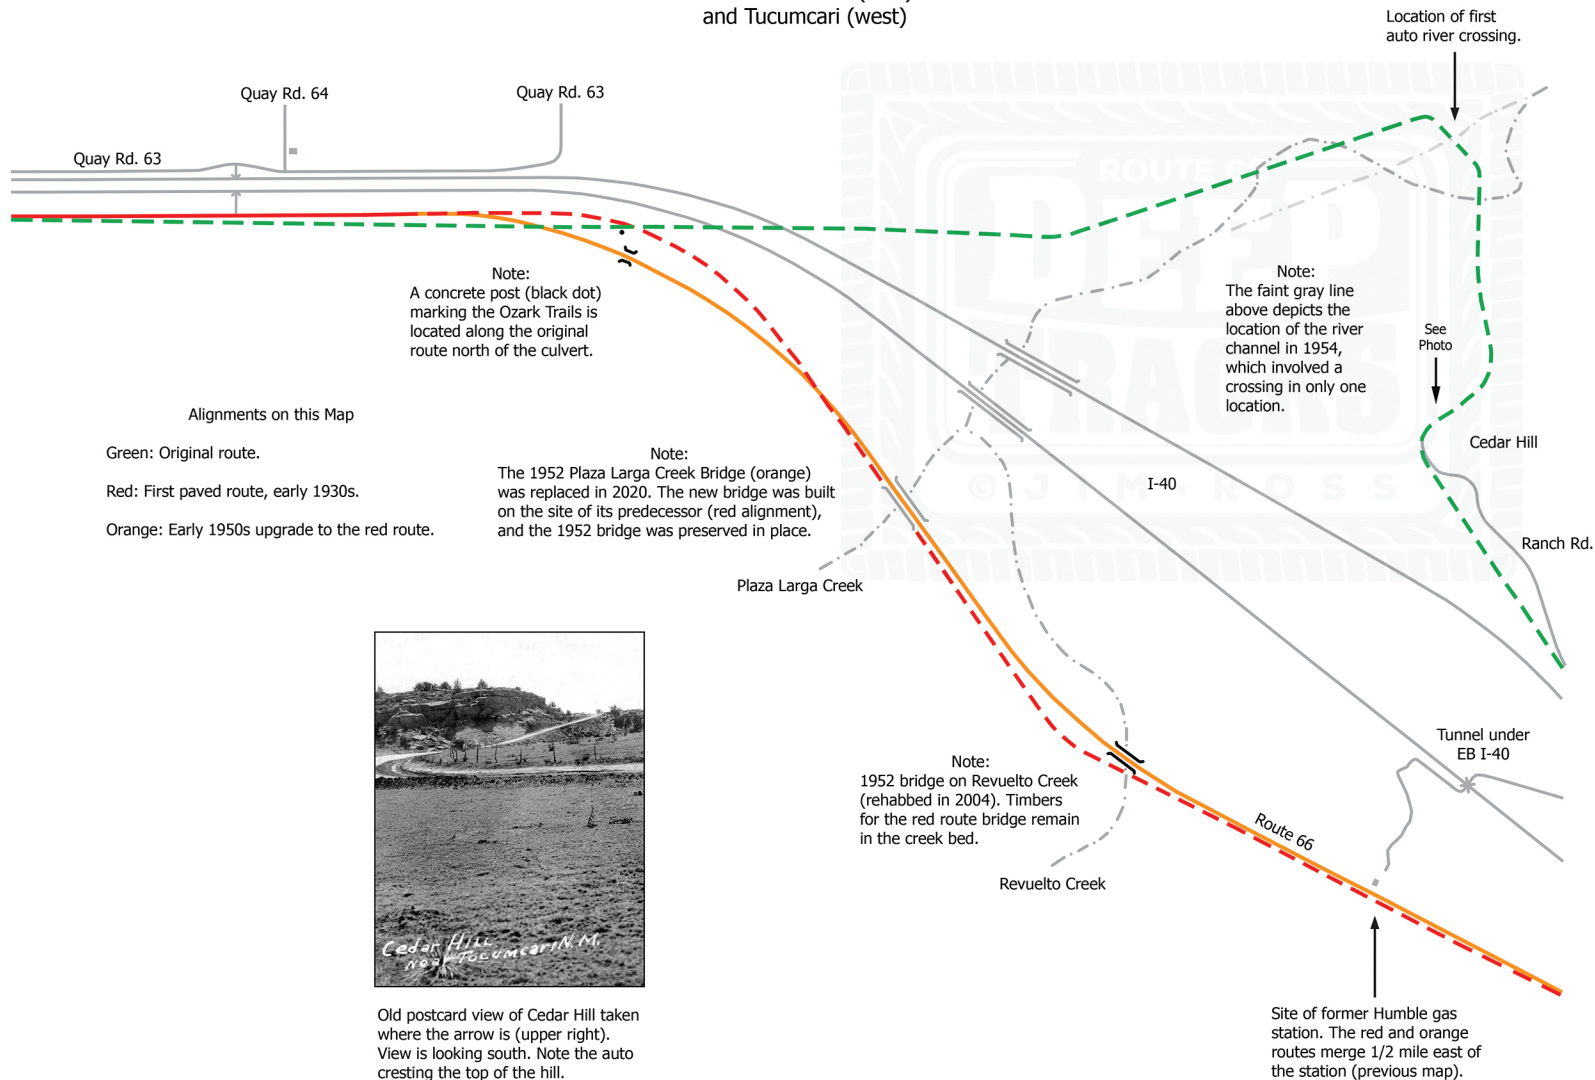 and Tucumcari (west)
Location of first
auto river crossing.
Quay Rd. 64
Quay Rd. 63
Quay Rd. 63
ROUTE
DEEP
TRACKS
© JIM ROSS
Note:
A concrete post (black dot)
marking the Ozark Trails is
located along the original
route north of the culvert.
Note:
The faint gray line
above depicts the
location of the river
channel in 1954,
which involved a
crossing in only one
location.
See
Photo
Cedar Hill
Alignments on this Map
Green: Original route.
Red: First paved route, early 1930s.
Orange: Early 1950s upgrade to the red route.
Note:
The 1952 Plaza Larga Creek Bridge (orange)
was replaced in 2020. The new bridge was built
on the site of its predecessor (red alignment),
and the 1952 bridge was preserved in place.
I-40
Ranch Rd.
Plaza Larga Creek
Tunnel under
EB I-40
Note:
1952 bridge on Revuelto Creek
(rehabbed in 2004). Timbers
for the red route bridge remain
in the creek bed.
Route 66
Revuelto Creek
Cedar Hill
Near Tucumcari N.M.
Old postcard view of Cedar Hill taken
where the arrow is (upper right).
View is looking south. Note the auto
cresting the top of the hill.
Site of former Humble gas
station. The red and orange
routes merge 1/2 mile east of
the station (previous map).